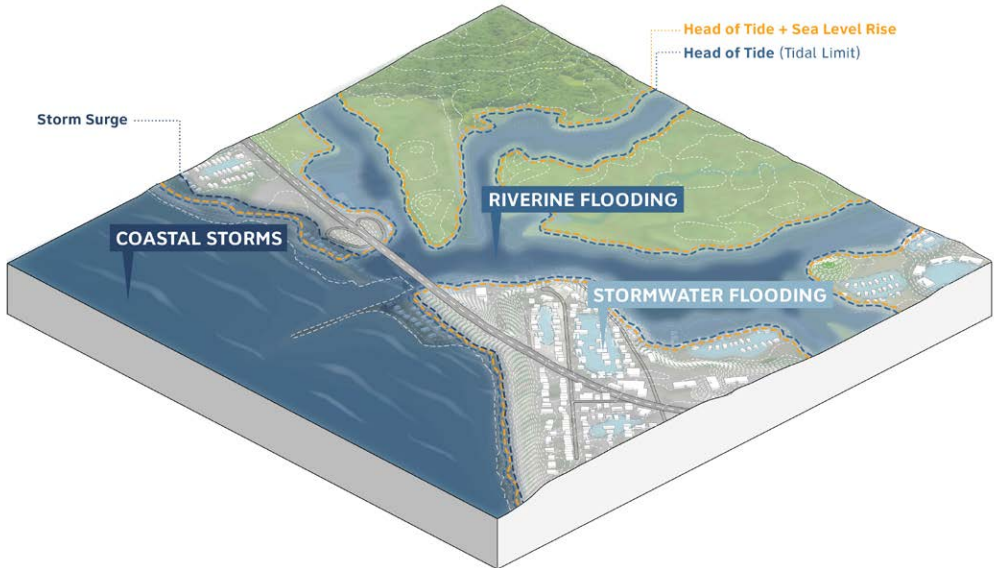 Head of Tide + Sea Level Rise
Head of Tide (Tidal Limit)
Storm Surge
RIVERINE FLOODING
COASTAL STORMS
STORMWATER FLOODING